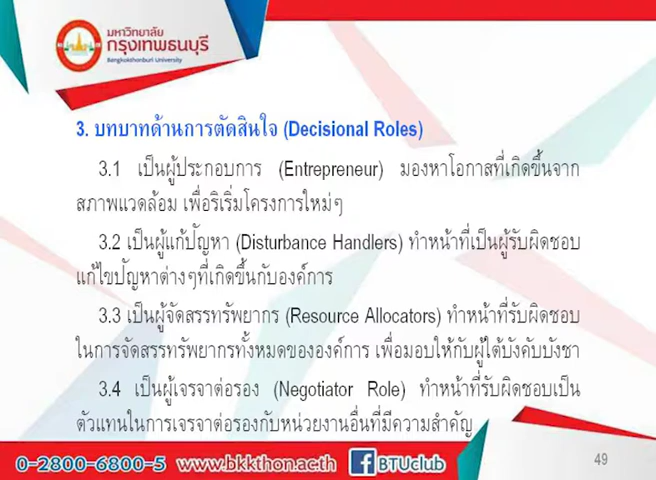 มหาวิทยาลัย
กรุงเทพธนบุรี
Bangkokthonburi University
3. บทบาทด้านการตัดสินใจ (Decisional Roles)
3.1 เป็นผู้ประกอบการ (Entrepreneur) มองหาโอกาสที่เกิดขึ้นจาก
สภาพแวดล้อม เพื่อริเริ่มโครงการใหม่ๆ
3.2 เป็นผู้แก้ปัญหา (Disturbance Handlers) ทำหน้าที่เป็นผู้รับผิดชอบ
แก้ไขปัญหาต่างๆที่เกิดขึ้นกับองค์การ
3.3 เป็นผู้จัดสรรทรัพยากร (Resource Allocators) ทำหน้าที่รับผิดชอบ
ในการจัดสรรทรัพยากรทั้งหมดขององค์การ เพื่อมอบให้กับผู้ใต้บังคับบังชา
3.4 เป็นผู้เจรจาต่อรอง (Negotiator Role) ทำหน้าที่รับผิดชอบเป็น
ตัวแทนในการเจรจาต่อรองกับหน่วยงานอื่นที่มีความสำคัญ
0-2800-6800-5 www.bkkthon.ac.th f BTUclub
49